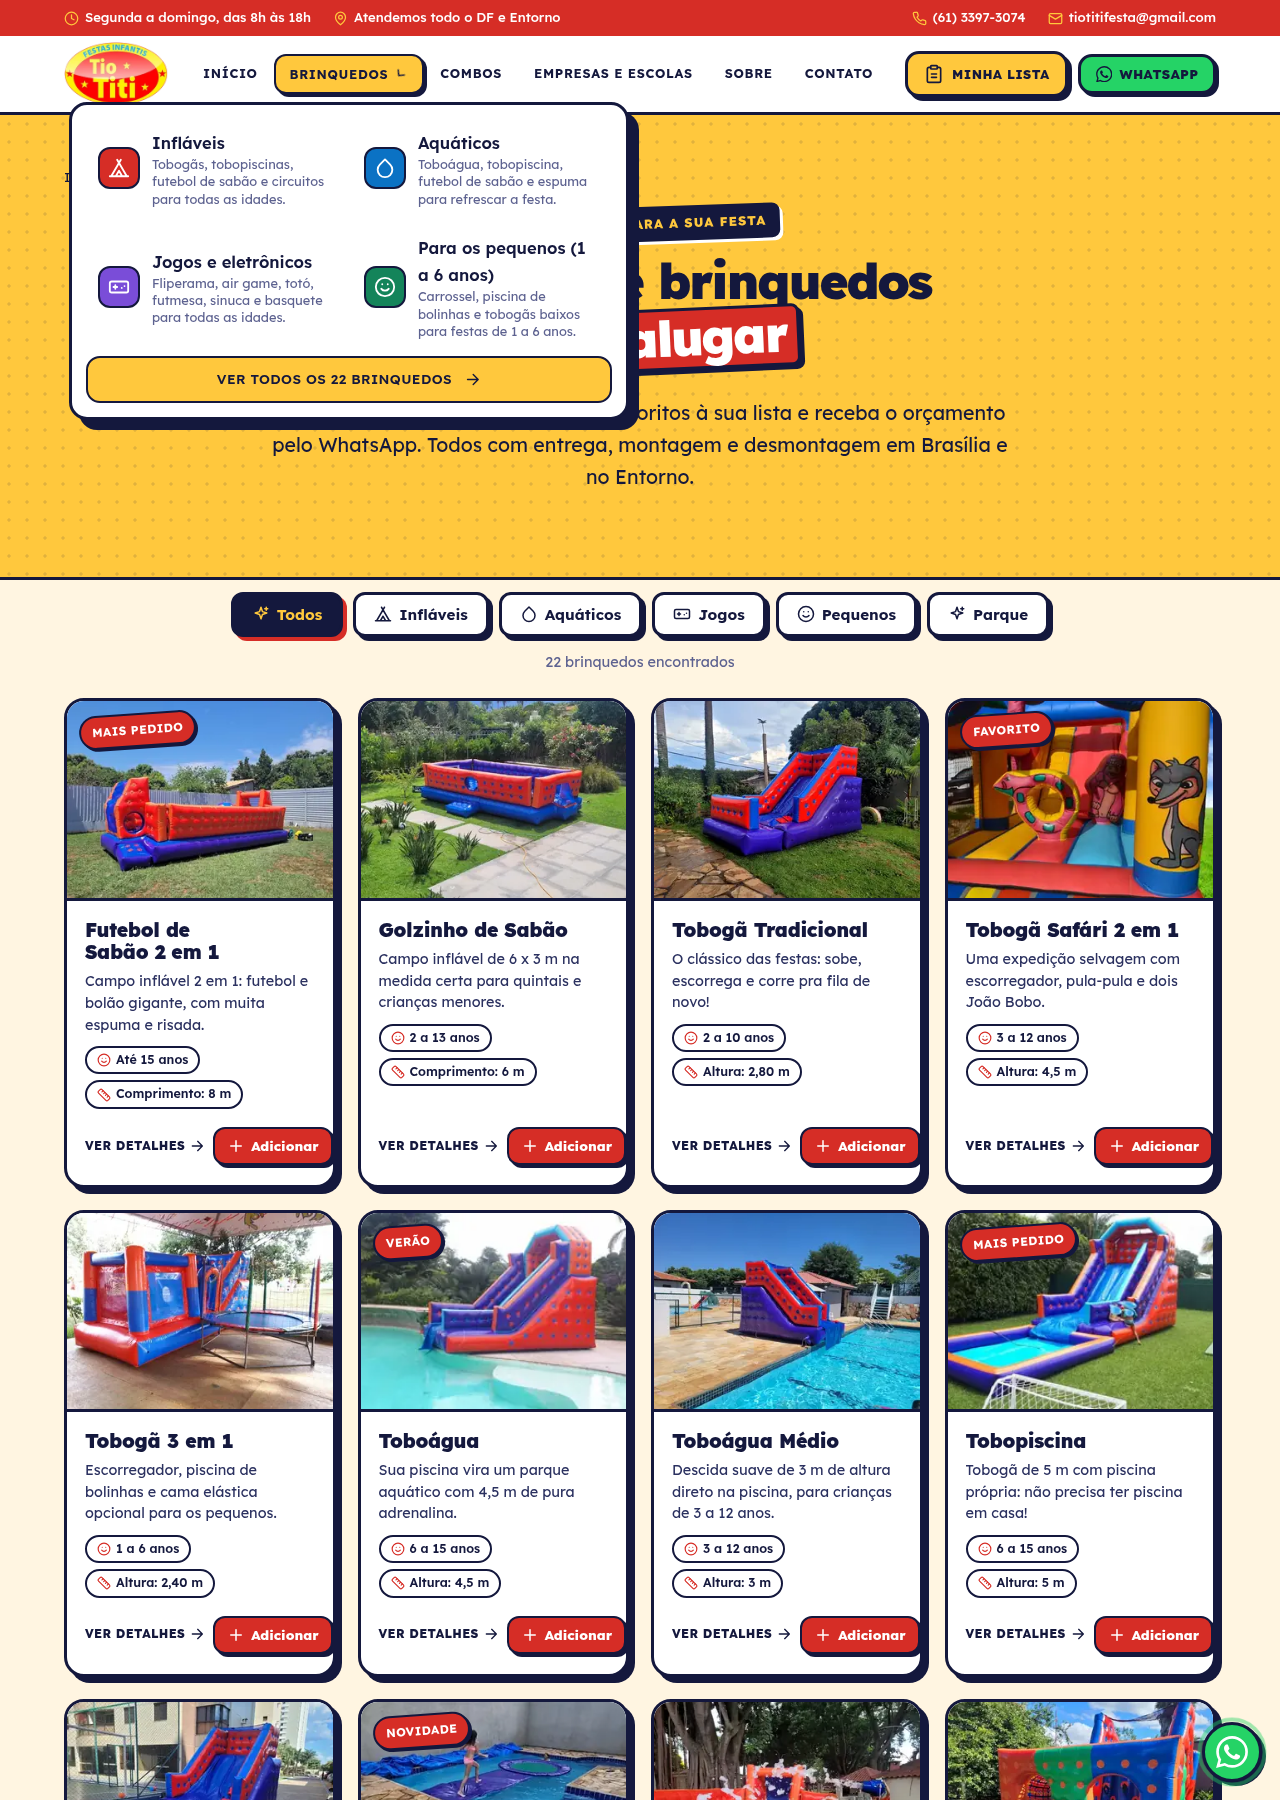 Segunda a domingo, das 8h às 18h
Atendemos todo o DF e Entorno
(61) 3397-3074
tiotitifesta@gmail.com
FESTAS INFANTIS
Tio
Titi
INÍCIO
BRINQUEDOS
COMBOS
EMPRESAS E ESCOLAS
SOBRE
CONTATO
MINHA LISTA
WHATSAPP
Infláveis
Tobogãs, tobopiscinas,
futebol de sabão e circuitos
para todas as idades.
Aquáticos
Toboágua, tobopiscina,
futebol de sabão e espuma
para refrescar a festa.
Jogos e eletrônicos
Fliperama, air game, totó,
futmesa, sinuca e basquete
para todas as idades.
Para os pequenos (1
a 6 anos)
Carrossel, piscina de
bolinhas e tobogãs baixos
para festas de 1 a 6 anos.
VER TODOS OS 22 BRINQUEDOS
ARA A SUA FESTA
e brinquedos
alugar
oritos à sua lista e receba o orçamento
pelo WhatsApp. Todos com entrega, montagem e desmontagem em Brasília e
no Entorno.
Todos
Infláveis
Aquáticos
Jogos
Pequenos
Parque
22 brinquedos encontrados
MAIS PEDIDO
FAVORITO
Futebol de
Sabão 2 em 1
Campo inflável 2 em 1: futebol e
bolão gigante, com muita
espuma e risada.
Até 15 anos
Comprimento: 8 m
VER DETALHES
Adicionar
Golzinho de Sabão
Campo inflável de 6 x 3 m na
medida certa para quintais e
crianças menores.
2 a 13 anos
Comprimento: 6 m
VER DETALHES
Adicionar
Tobogã Tradicional
O clássico das festas: sobe,
escorrega e corre pra fila de
novo!
2 a 10 anos
Altura: 2,80 m
VER DETALHES
Adicionar
Tobogã Safári 2 em 1
Uma expedição selvagem com
escorregador, pula-pula e dois
João Bobo.
3 a 12 anos
Altura: 4,5 m
VER DETALHES
Adicionar
VERÃO
MAIS PEDIDO
Tobogã 3 em 1
Escorregador, piscina de
bolinhas e cama elástica
opcional para os pequenos.
1 a 6 anos
Altura: 2,40 m
VER DETALHES
Adicionar
Toboágua
Sua piscina vira um parque
aquático com 4,5 m de pura
adrenalina.
6 a 15 anos
Altura: 4,5 m
VER DETALHES
Adicionar
Toboágua Médio
Descida suave de 3 m de altura
direto na piscina, para crianças
de 3 a 12 anos.
3 a 12 anos
Altura: 3 m
VER DETALHES
Adicionar
Tobopiscina
Tobogã de 5 m com piscina
própria: não precisa ter piscina
em casa!
6 a 15 anos
Altura: 5 m
VER DETALHES
Adicionar
NOVIDADE